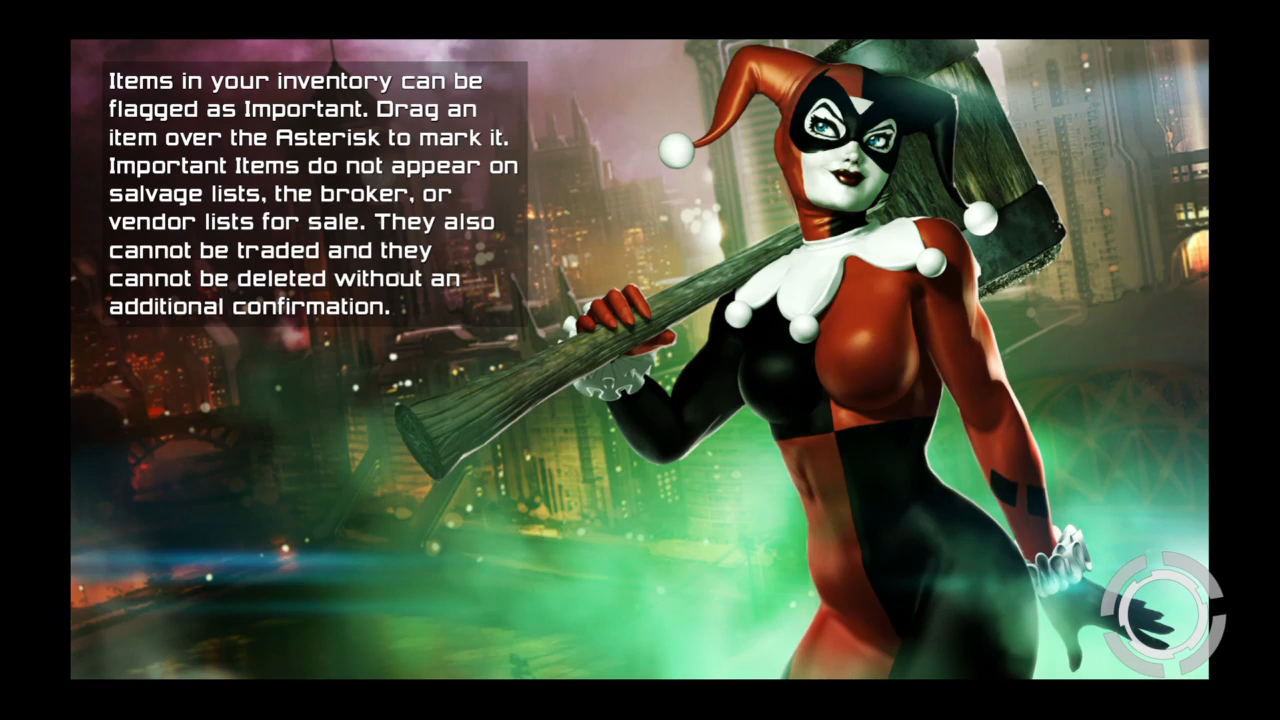 Items in your inventory can be
flagged as Important. Drag an
item over the Asterisk to mark it.
Important Items do not appear on
salvage lists, the broker, or
vendor lists for sale. They also
cannot be traded and they
cannot be deleted without an
additional confirmation.